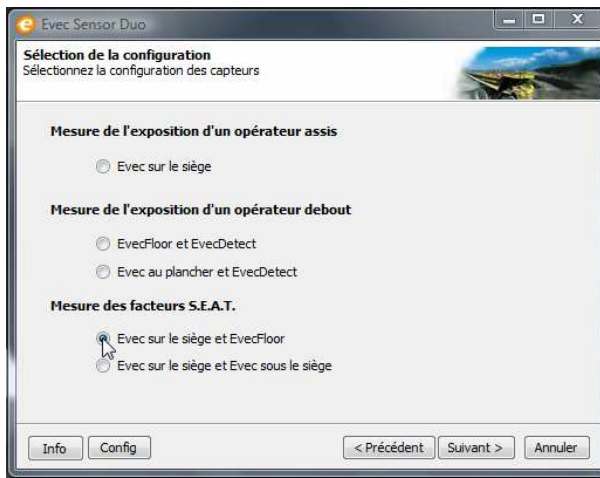 Evec Sensor Duo
Sélection de la configuration
Sélectionnez la configuration des capteurs
Mesure de l'exposition d'un opérateur assis
Evec sur le siège
Mesure de l'exposition d'un opérateur debout
EvecFloor et EvecDetect
Evec au plancher et EvecDetect
Mesure des facteurs S.E.A.T.
Evec sur le siège et EvecFloor
Evec sur le siège et Evec sous le siège
Info Config < Précédent Suivant > Annuler